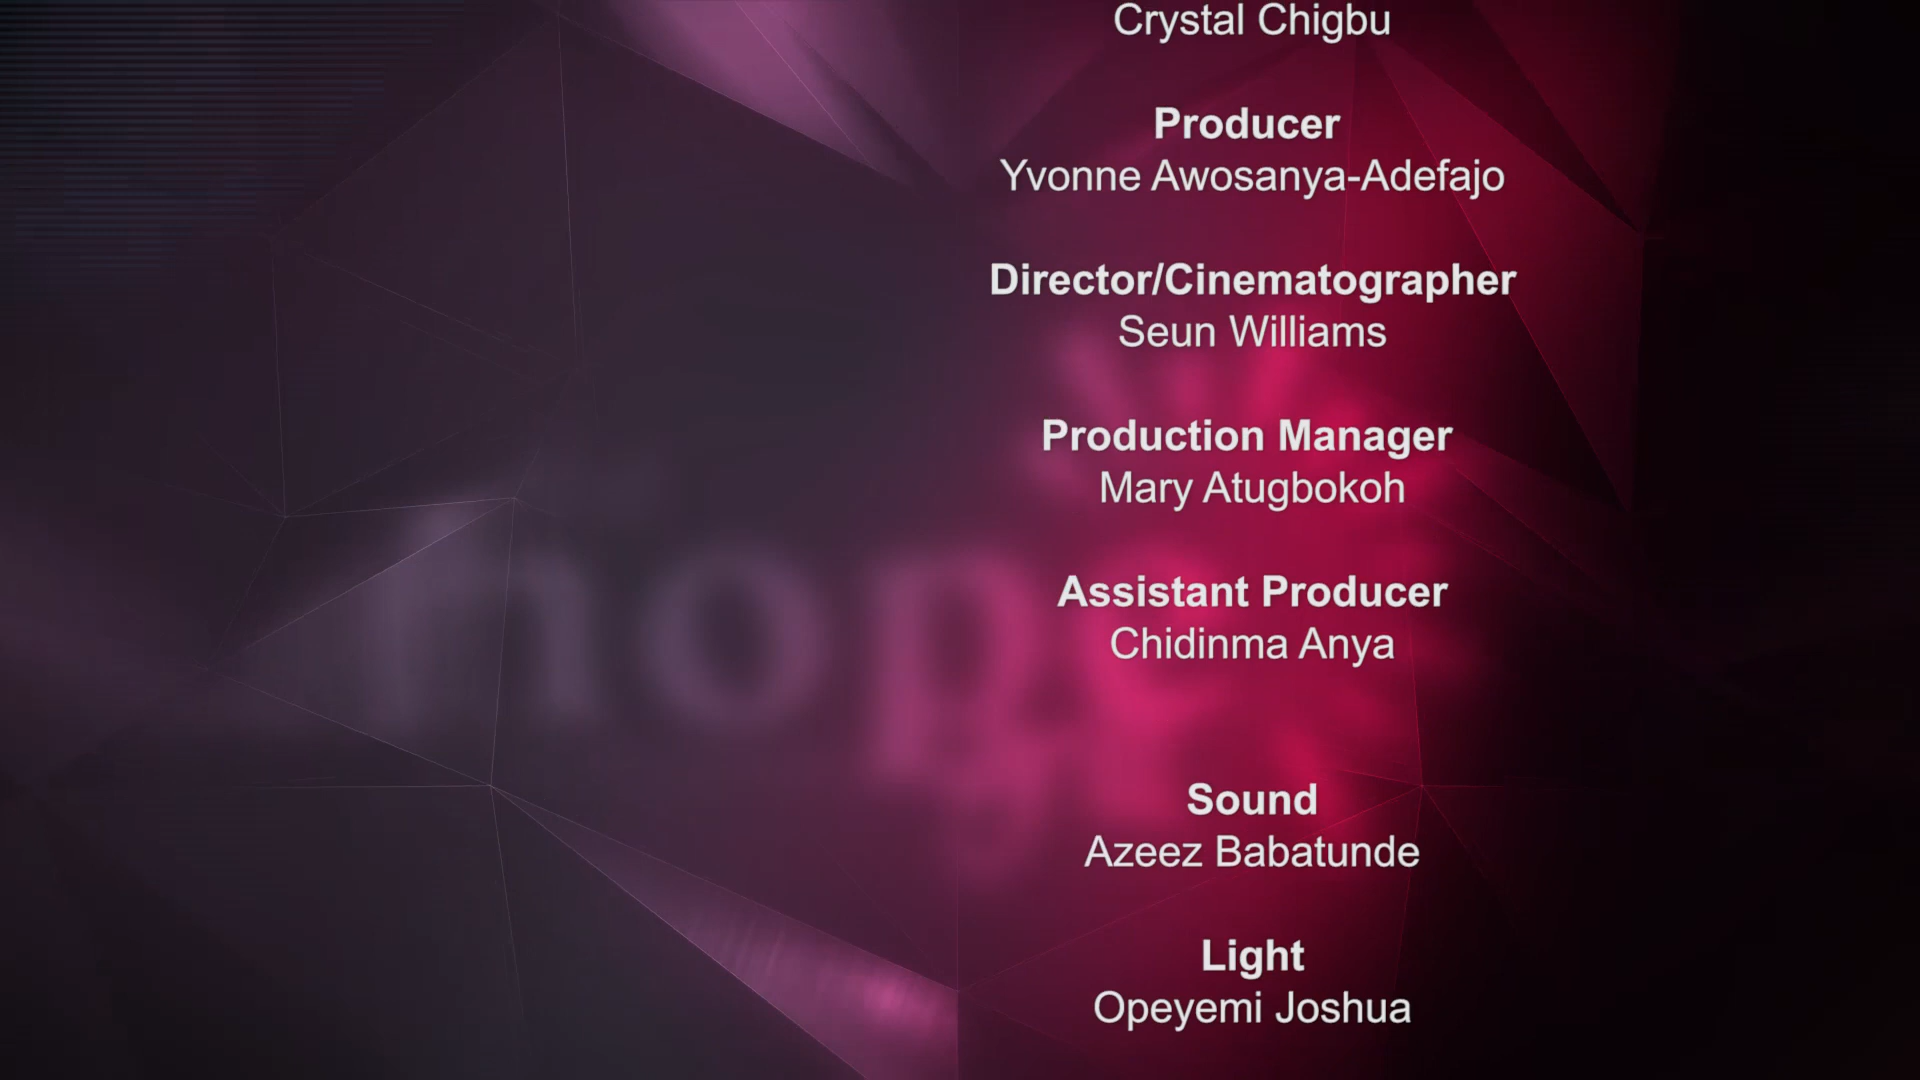 Crystal Chigbu
Producer
Yvonne Awosanya-Adefajo
Director/Cinematographer
Seun Williams
Production Manager
Mary Atugbokoh
Assistant Producer
Chidinma Anya
hope
Sound
Azeez Babatunde
Light
Opeyemi Joshua